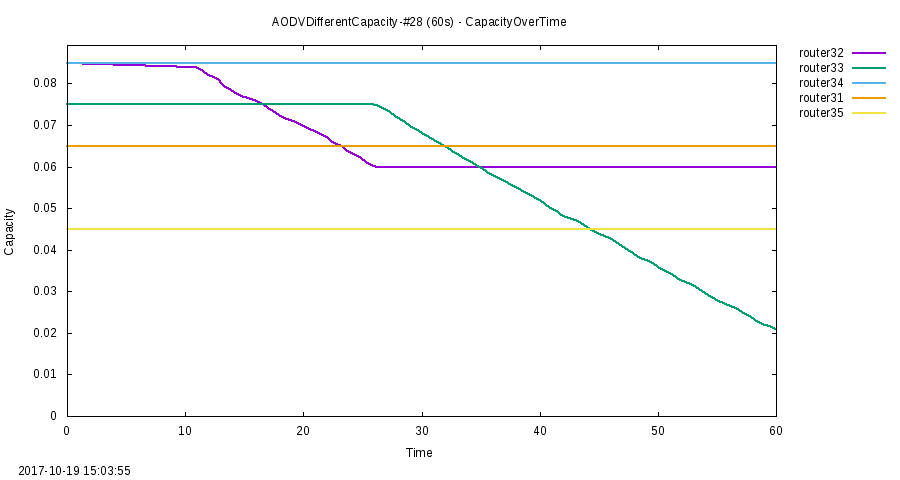 AODVDifferentCapacity-#28 (60s) - CapacityOverTime
router32
router33
router34
router31
router35
Capacity
0.08
0.07
0.06
0.05
0.04
0.03
0.02
0.01
0
0 10 20 30 40 50 60
Time
2017-10-19 15:03:55